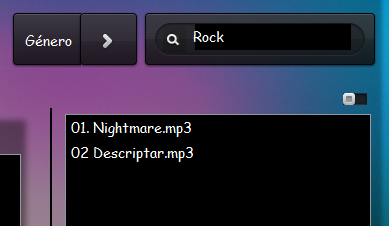 Género
Rock
01. Nightmare.mp3
02 Descriptar.mp3